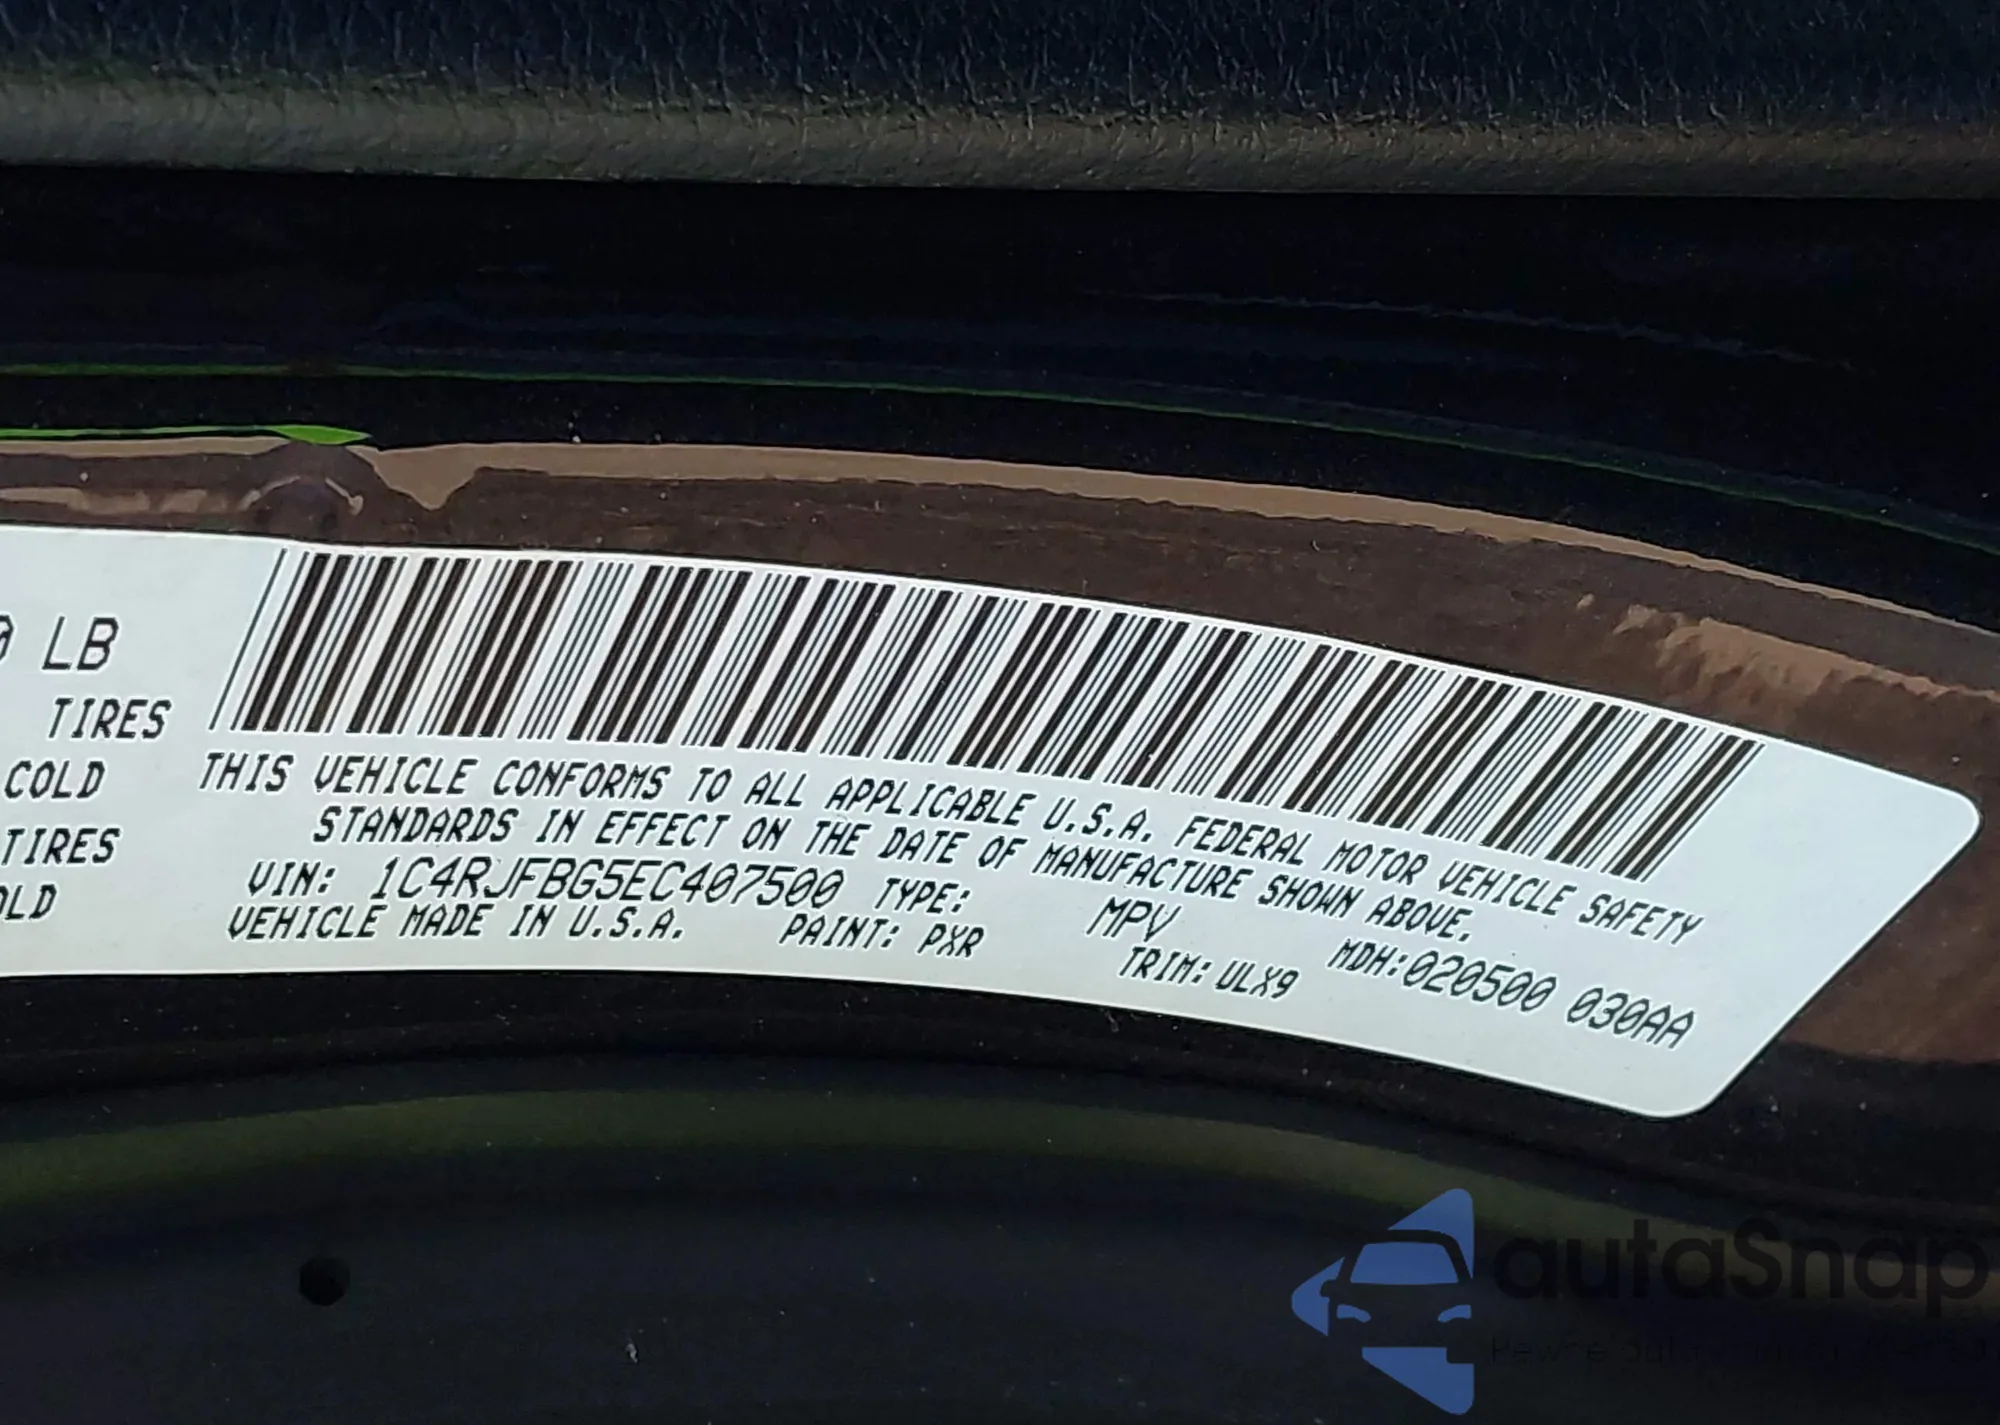 0 LB
TIRES
COLD
TIRES
OLD
THIS VEHICLE CONFORMS TO ALL APPLICABLE U.S.A. FEDERAL MOTOR VEHICLE SAFETY
STANDARDS IN EFFECT ON THE DATE OF MANUFACTURE SHOWN ABOVE.
VIN: 1C4RJFBG5EC407500 TYPE: MPV MDH:020500 030AA
VEHICLE MADE IN U.S.A. PAINT: PXR TRIM: ULX9
autaSnap